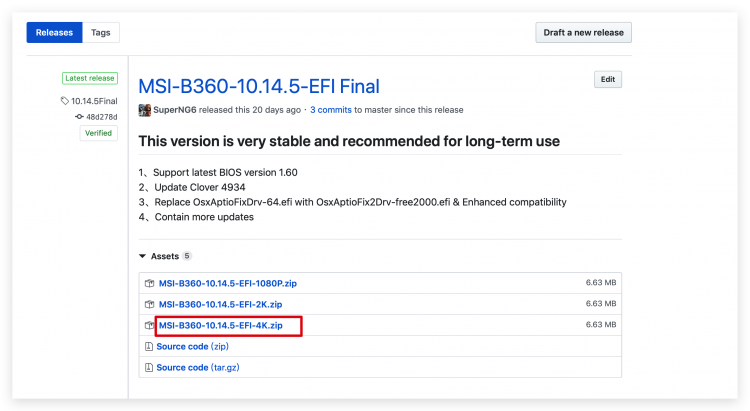 Releases Tags Draft a new release
Latest release
10.14.5Final
48d278d
Verified
MSI-B360-10.14.5-EFI Final Edit
SuperNG6 released this 20 days ago · 3 commits to master since this release
This version is very stable and recommended for long-term use
1、Support latest BIOS version 1.60
2、Update Clover 4934
3、Replace OsxAptioFixDrv-64.efi with OsxAptioFix2Drv-free2000.efi & Enhanced compatibility
4、Contain more updates
Assets 5
MSI-B360-10.14.5-EFI-1080P.zip 6.63 MB
MSI-B360-10.14.5-EFI-2K.zip 6.63 MB
MSI-B360-10.14.5-EFI-4K.zip 6.63 MB
Source code (zip)
Source code (tar.gz)